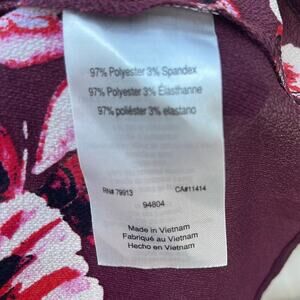 97% Polyester 3% Spandex
97% Polyester 3% Élasthanne
97% poliéster 3% elastano
RN# 79913 CA#11414
94804
Made in Vietnam
Fabriqué au Vietnam
Hecho en Vietnam